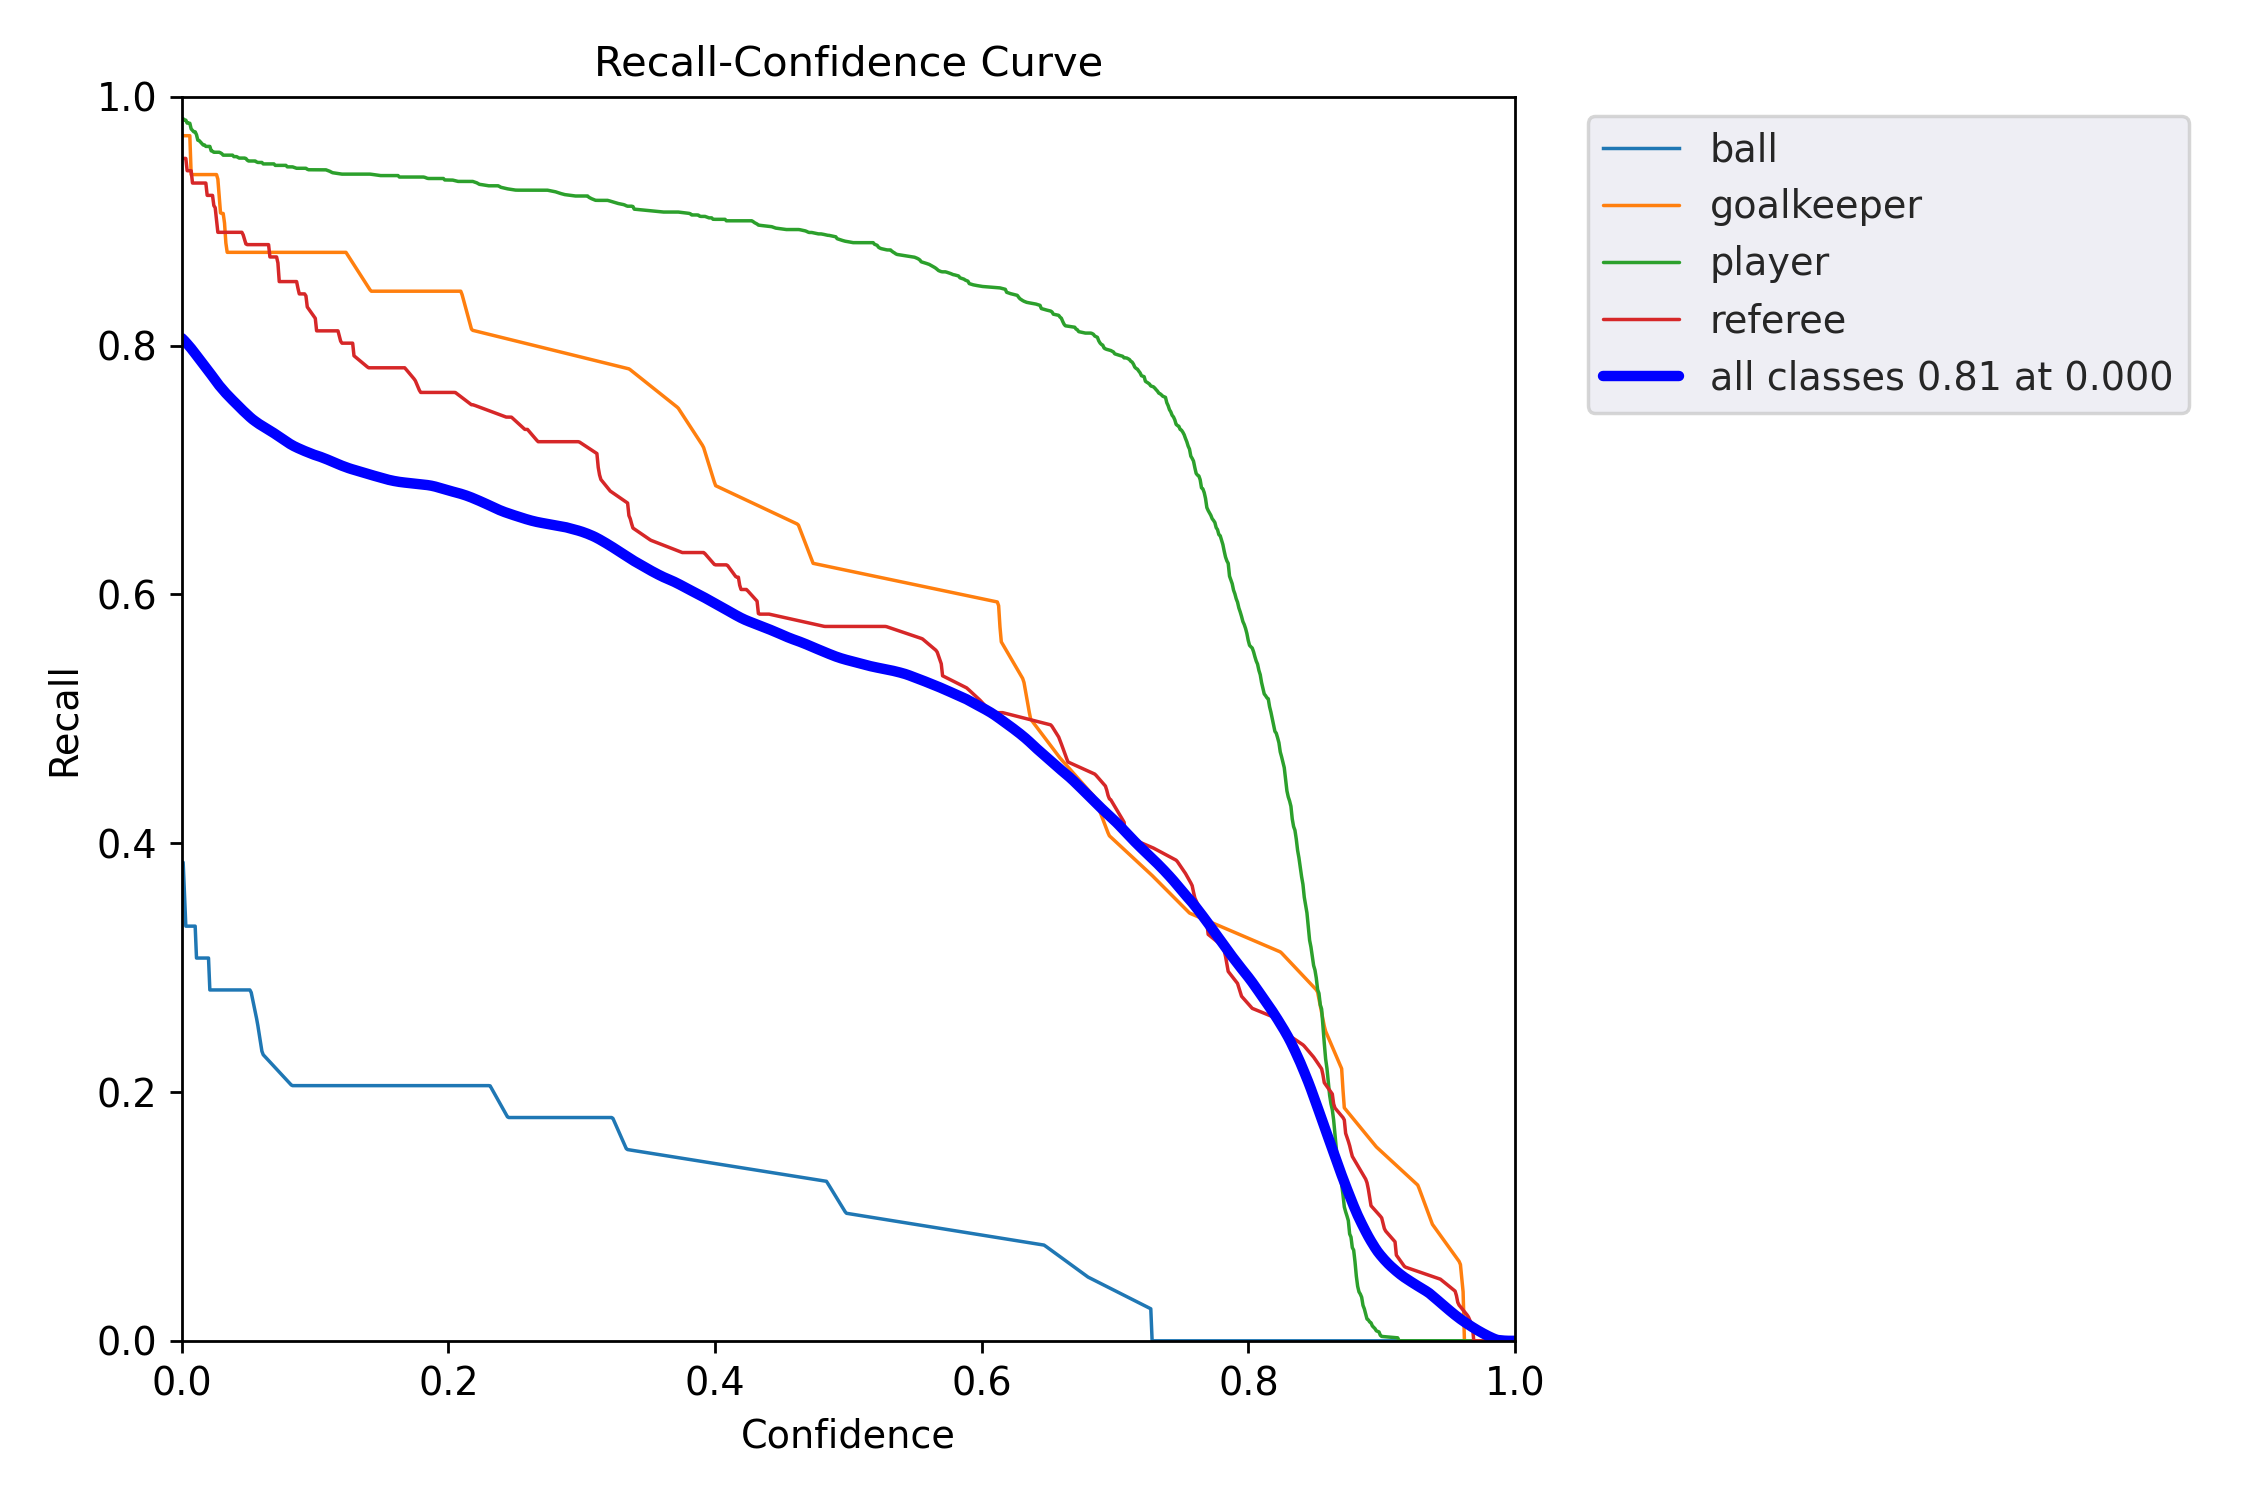 Recall-Confidence Curve
1.0
0.8
0.6
0.4
0.2
0.0
Recall
0.0 0.2 0.4 0.6 0.8 1.0
Confidence
ball
goalkeeper
player
referee
all classes 0.81 at 0.000